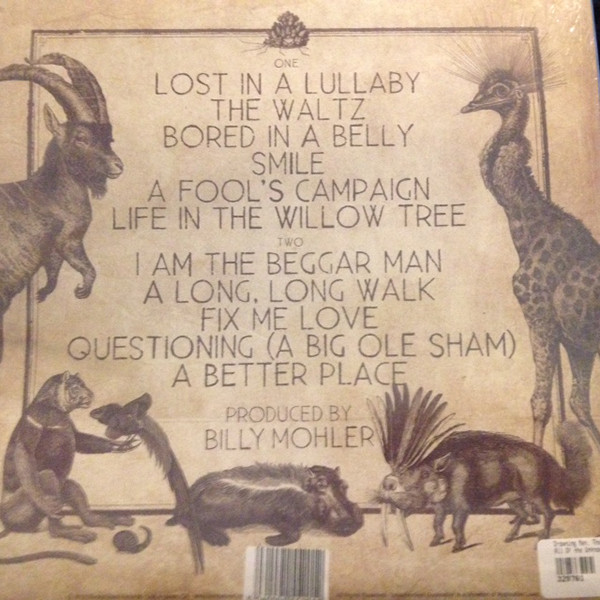 ONE
LOST IN A LULLABY
THE WALTZ
BORED IN A BELLY
SMILE
A FOOL'S CAMPAIGN
LIFE IN THE WILLOW TREE
TWO
I AM THE BEGGAR MAN
A LONG, LONG WALK
FIX ME LOVE
QUESTIONING (A BIG OLE SHAM)
A BETTER PLACE
PRODUCED BY
BILLY MOHLER